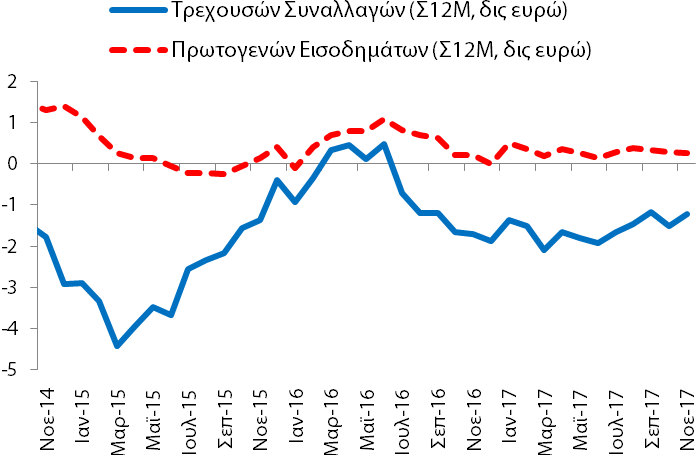 Τρεχουσών Συναλλαγών (Σ12Μ, δις ευρώ)
Πρωτογενών Εισοδημάτων (Σ12Μ, δις ευρώ)
2
1
0
-1
-2
-3
-4
-5
Νοε-14
Ιαν-15
Μαρ-15
Μαϊ-15
Ιουλ-15
Σεπ-15
Νοε-15
Ιαν-16
Μαρ-16
Μαϊ-16
Ιουλ-16
Σεπ-16
Νοε-16
Ιαν-17
Μαρ-17
Μαϊ-17
Ιουλ-17
Σεπ-17
Νοε-17